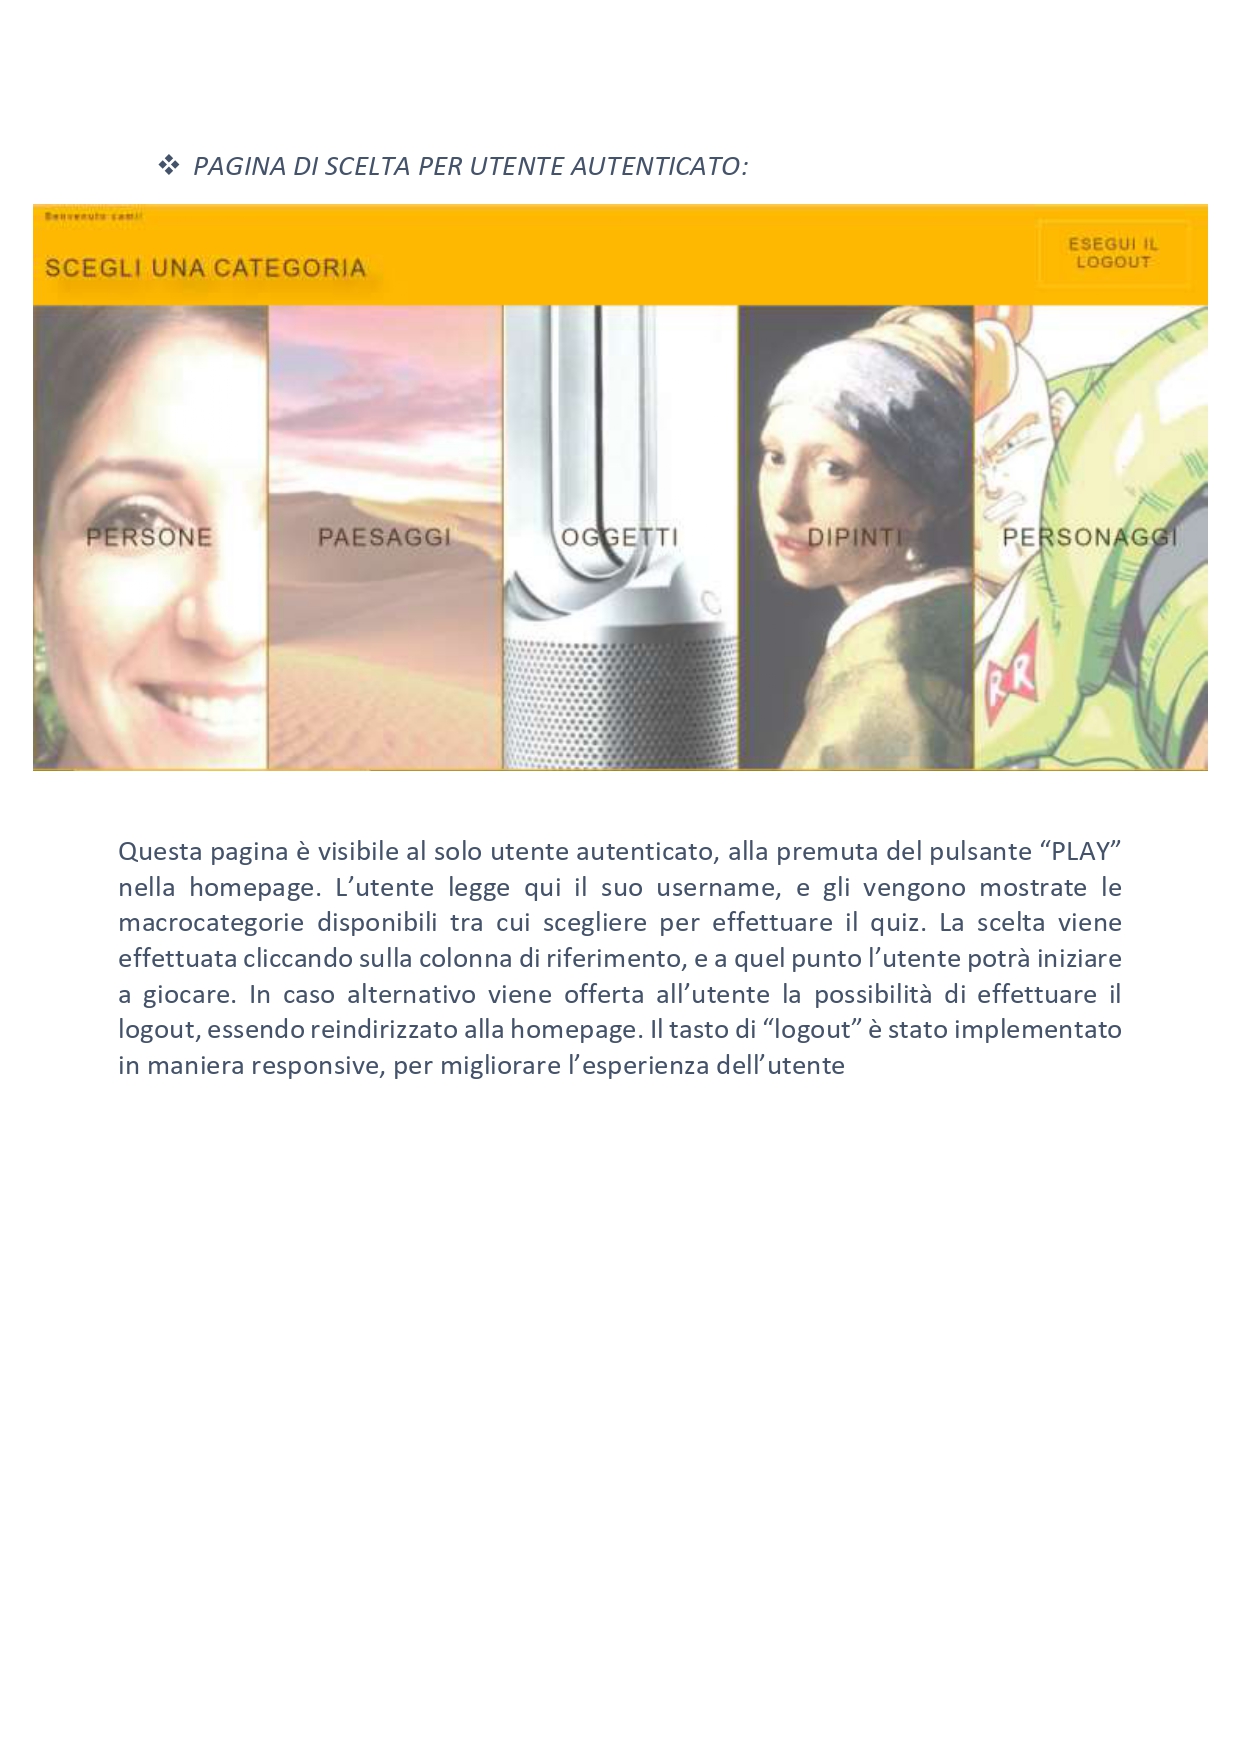 ❖ PAGINA DI SCELTA PER UTENTE AUTENTICATO:
Benvenuto cami!
SCEGLI UNA CATEGORIA
ESEGUI IL
LOGOUT
PERSONE
PAESAGGI
OGGETTI
DIPINTI
PERSONAGGI
RR
Questa pagina è visibile al solo utente autenticato, alla premuta del pulsante “PLAY”
nella homepage. L’utente legge qui il suo username, e gli vengono mostrate le
macrocategorie disponibili tra cui scegliere per effettuare il quiz. La scelta viene
effettuata cliccando sulla colonna di riferimento, e a quel punto l’utente potrà iniziare
a giocare. In caso alternativo viene offerta all’utente la possibilità di effettuare il
logout, essendo reindirizzato alla homepage. Il tasto di “logout” è stato implementato
in maniera responsive, per migliorare l’esperienza dell’utente